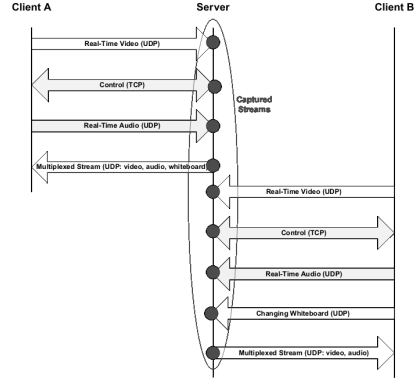 Client A Server Client B
Real-Time Video (UDP)
Control (TCP)
Captured
Streams
Real-Time Audio (UDP)
Multiplexed Stream (UDP: video, audio, whiteboard)
Real-Time Video (UDP)
Control (TCP)
Real-Time Audio (UDP)
Changing Whiteboard (UDP)
Multiplexed Stream (UDP: video, audio)